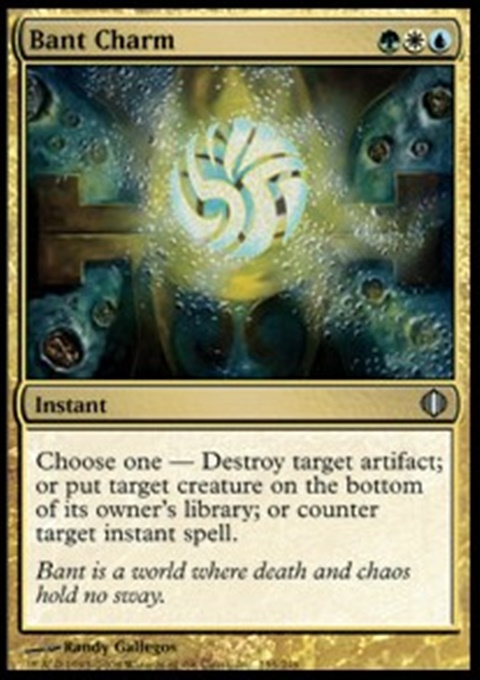 Bant Charm
Instant
Choose one — Destroy target artifact;
or put target creature on the bottom
of its owner's library; or counter
target instant spell.
Bant is a world where death and chaos
hold no sway.
Randy Gallegos